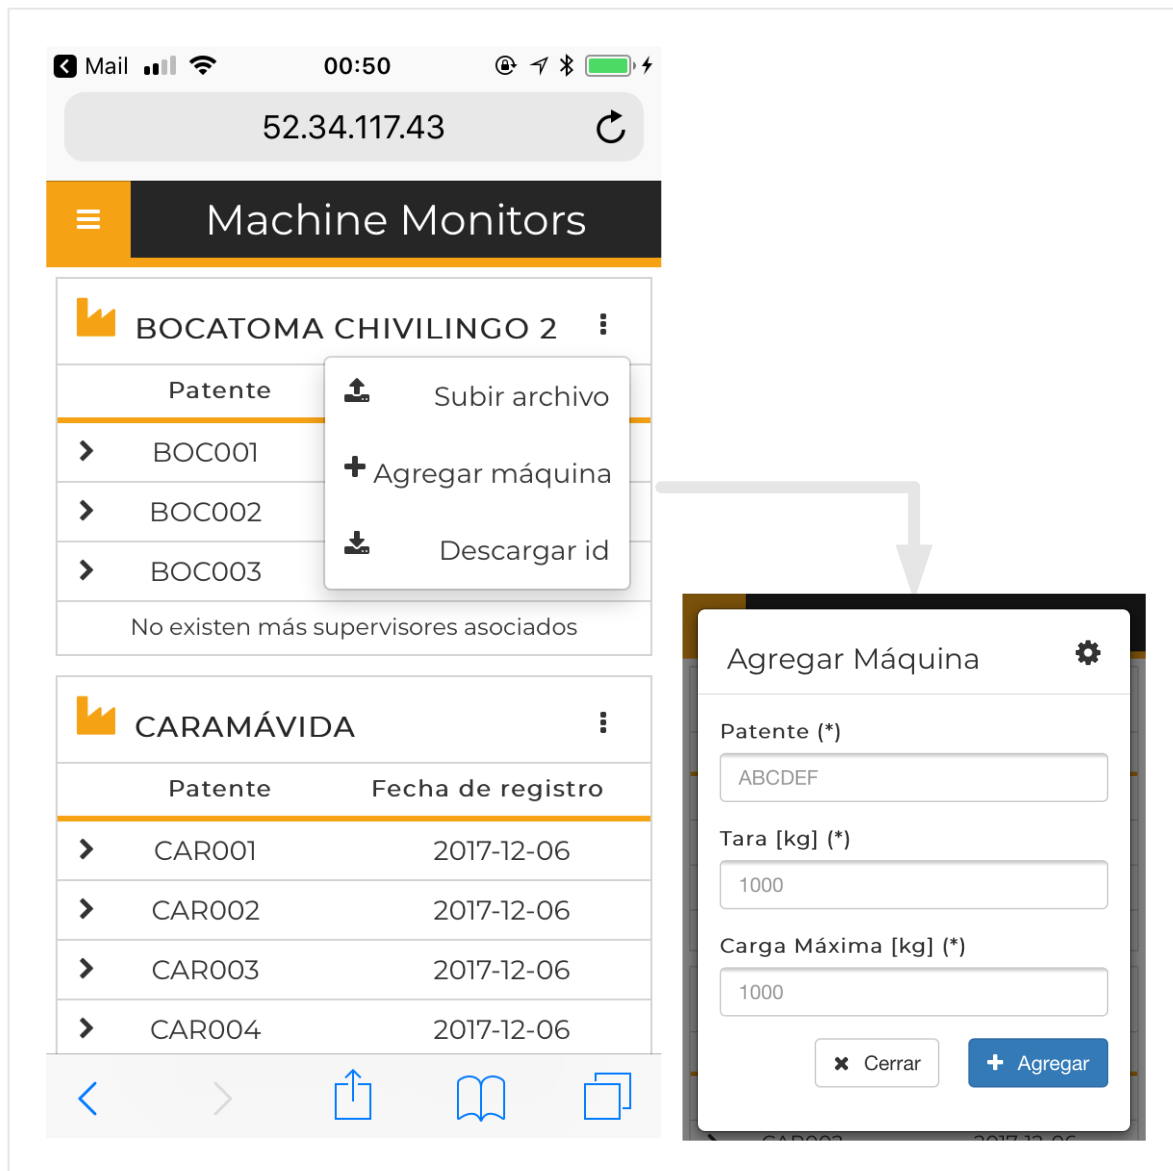 Mail 00:50
52.34.117.43
Machine Monitors
BOCATOMA CHIVILINGO 2
Patente
Subir archivo
BOC001
Agregar máquina
BOC002
Descargar id
BOC003
No existen más supervisores asociados
CARAMÁVIDA
Patente Fecha de registro
CAR001 2017-12-06
CAR002 2017-12-06
CAR003 2017-12-06
CAR004 2017-12-06
Agregar Máquina
Patente (*)
ABCDEF
Tara [kg] (*)
1000
Carga Máxima [kg] (*)
1000
Cerrar Agregar